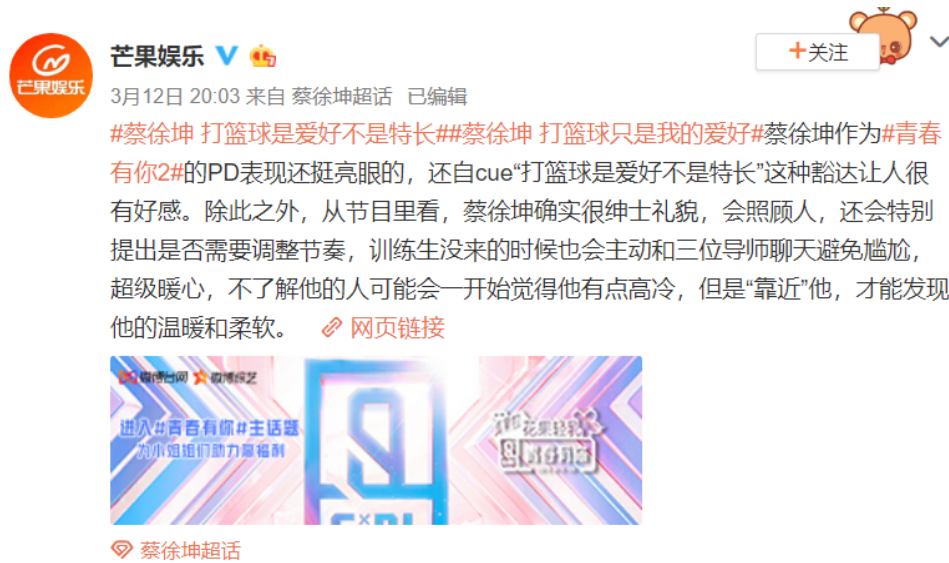 芒果娱乐
芒果娱乐
+关注
3月12日 20:03 来自 蔡徐坤超话 已编辑
#蔡徐坤 打篮球是爱好不是特长##蔡徐坤 打篮球只是我的爱好#蔡徐坤作为#青春
有你2#的PD表现还挺亮眼的，还自cue“打篮球是爱好不是特长”这种豁达让人很
有好感。除此之外，从节目里看，蔡徐坤确实很绅士礼貌，会照顾人，还会特别
提出是否需要调整节奏，训练生没来的时候也会主动和三位导师聊天避免尴尬，
超级暖心，不了解他的人可能会一开始觉得他有点高冷，但是“靠近”他，才能发现
他的温暖和柔软。 网页链接
微博台网 微博综艺
进入#青春有你#主话题
为小姐姐们助力赢福利
蔡徐坤超话